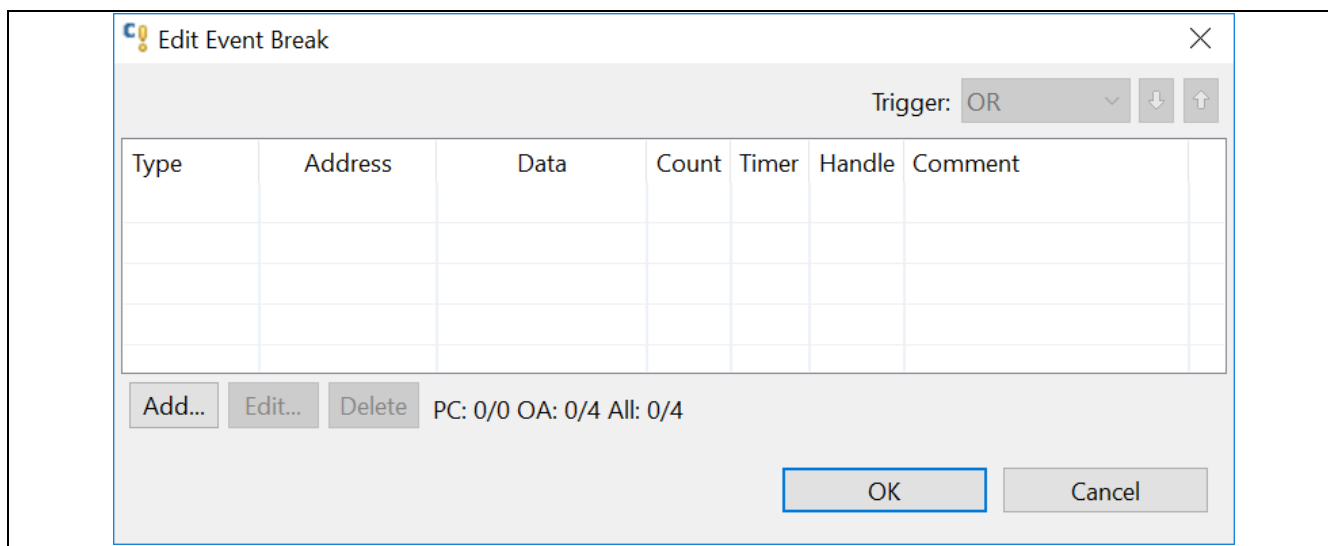 Edit Event Break
Trigger: OR
Type Address Data Count Timer Handle Comment
Add... Edit... Delete PC: 0/0 OA: 0/4 All: 0/4
OK Cancel